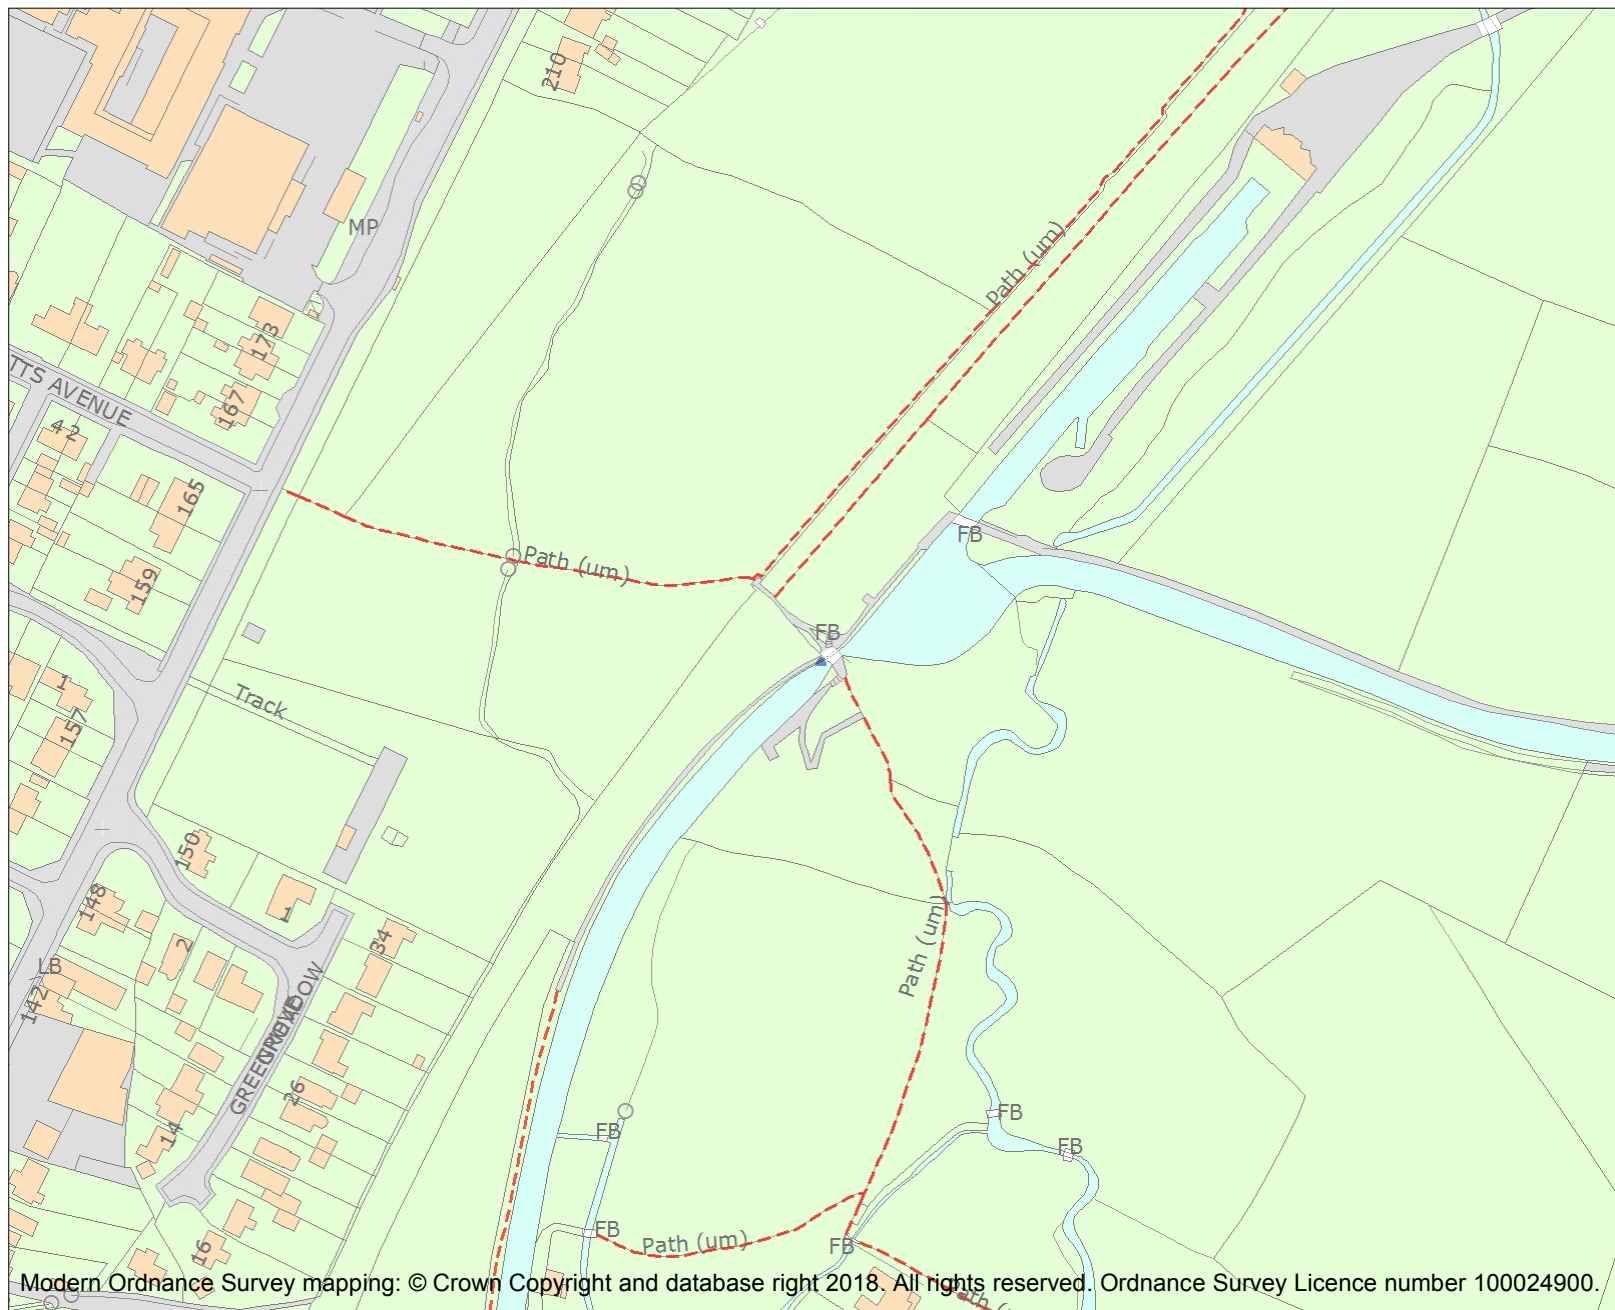 210
MP
Path (um)
173
167
TTS AVENUE
42
165
FB
Path (um)
159
FB
1
Track
157
150
148
1
34
2
Path (um)
LB
142
GREEN
MEADOW
26
FB
FB
14
FB
FB
Path (um)
FB
16
Modern Ordnance Survey mapping: © Crown Copyright and database right 2018. All rights reserved. Ordnance Survey Licence number 100024900.